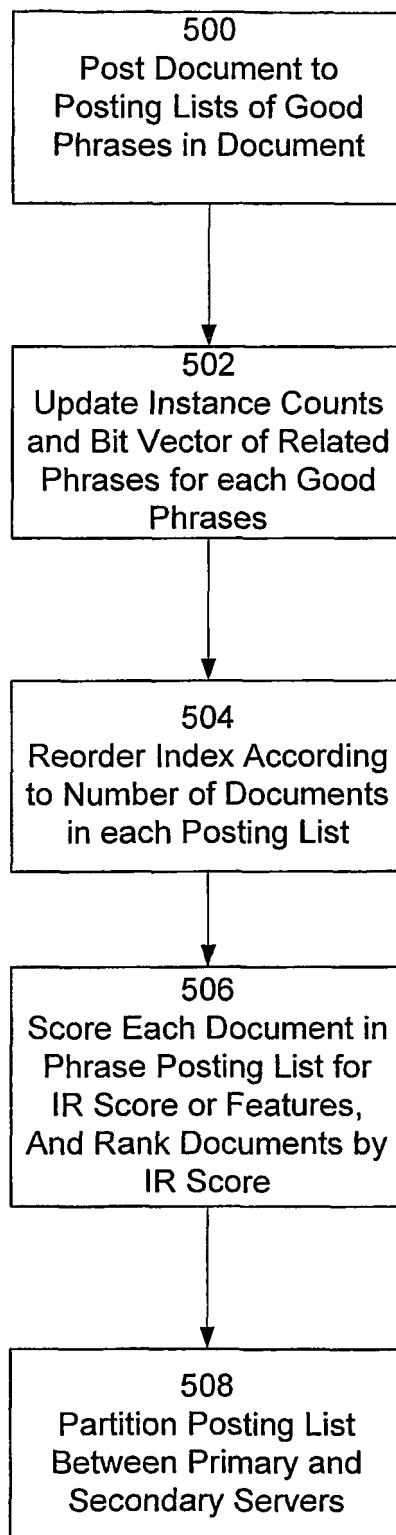 500
Post Document to
Posting Lists of Good
Phrases in Document
502
Update Instance Counts
and Bit Vector of Related
Phrases for each Good
Phrases
504
Reorder Index According
to Number of Documents
in each Posting List
506
Score Each Document in
Phrase Posting List for
IR Score or Features,
And Rank Documents by
IR Score
508
Partition Posting List
Between Primary and
Secondary Servers